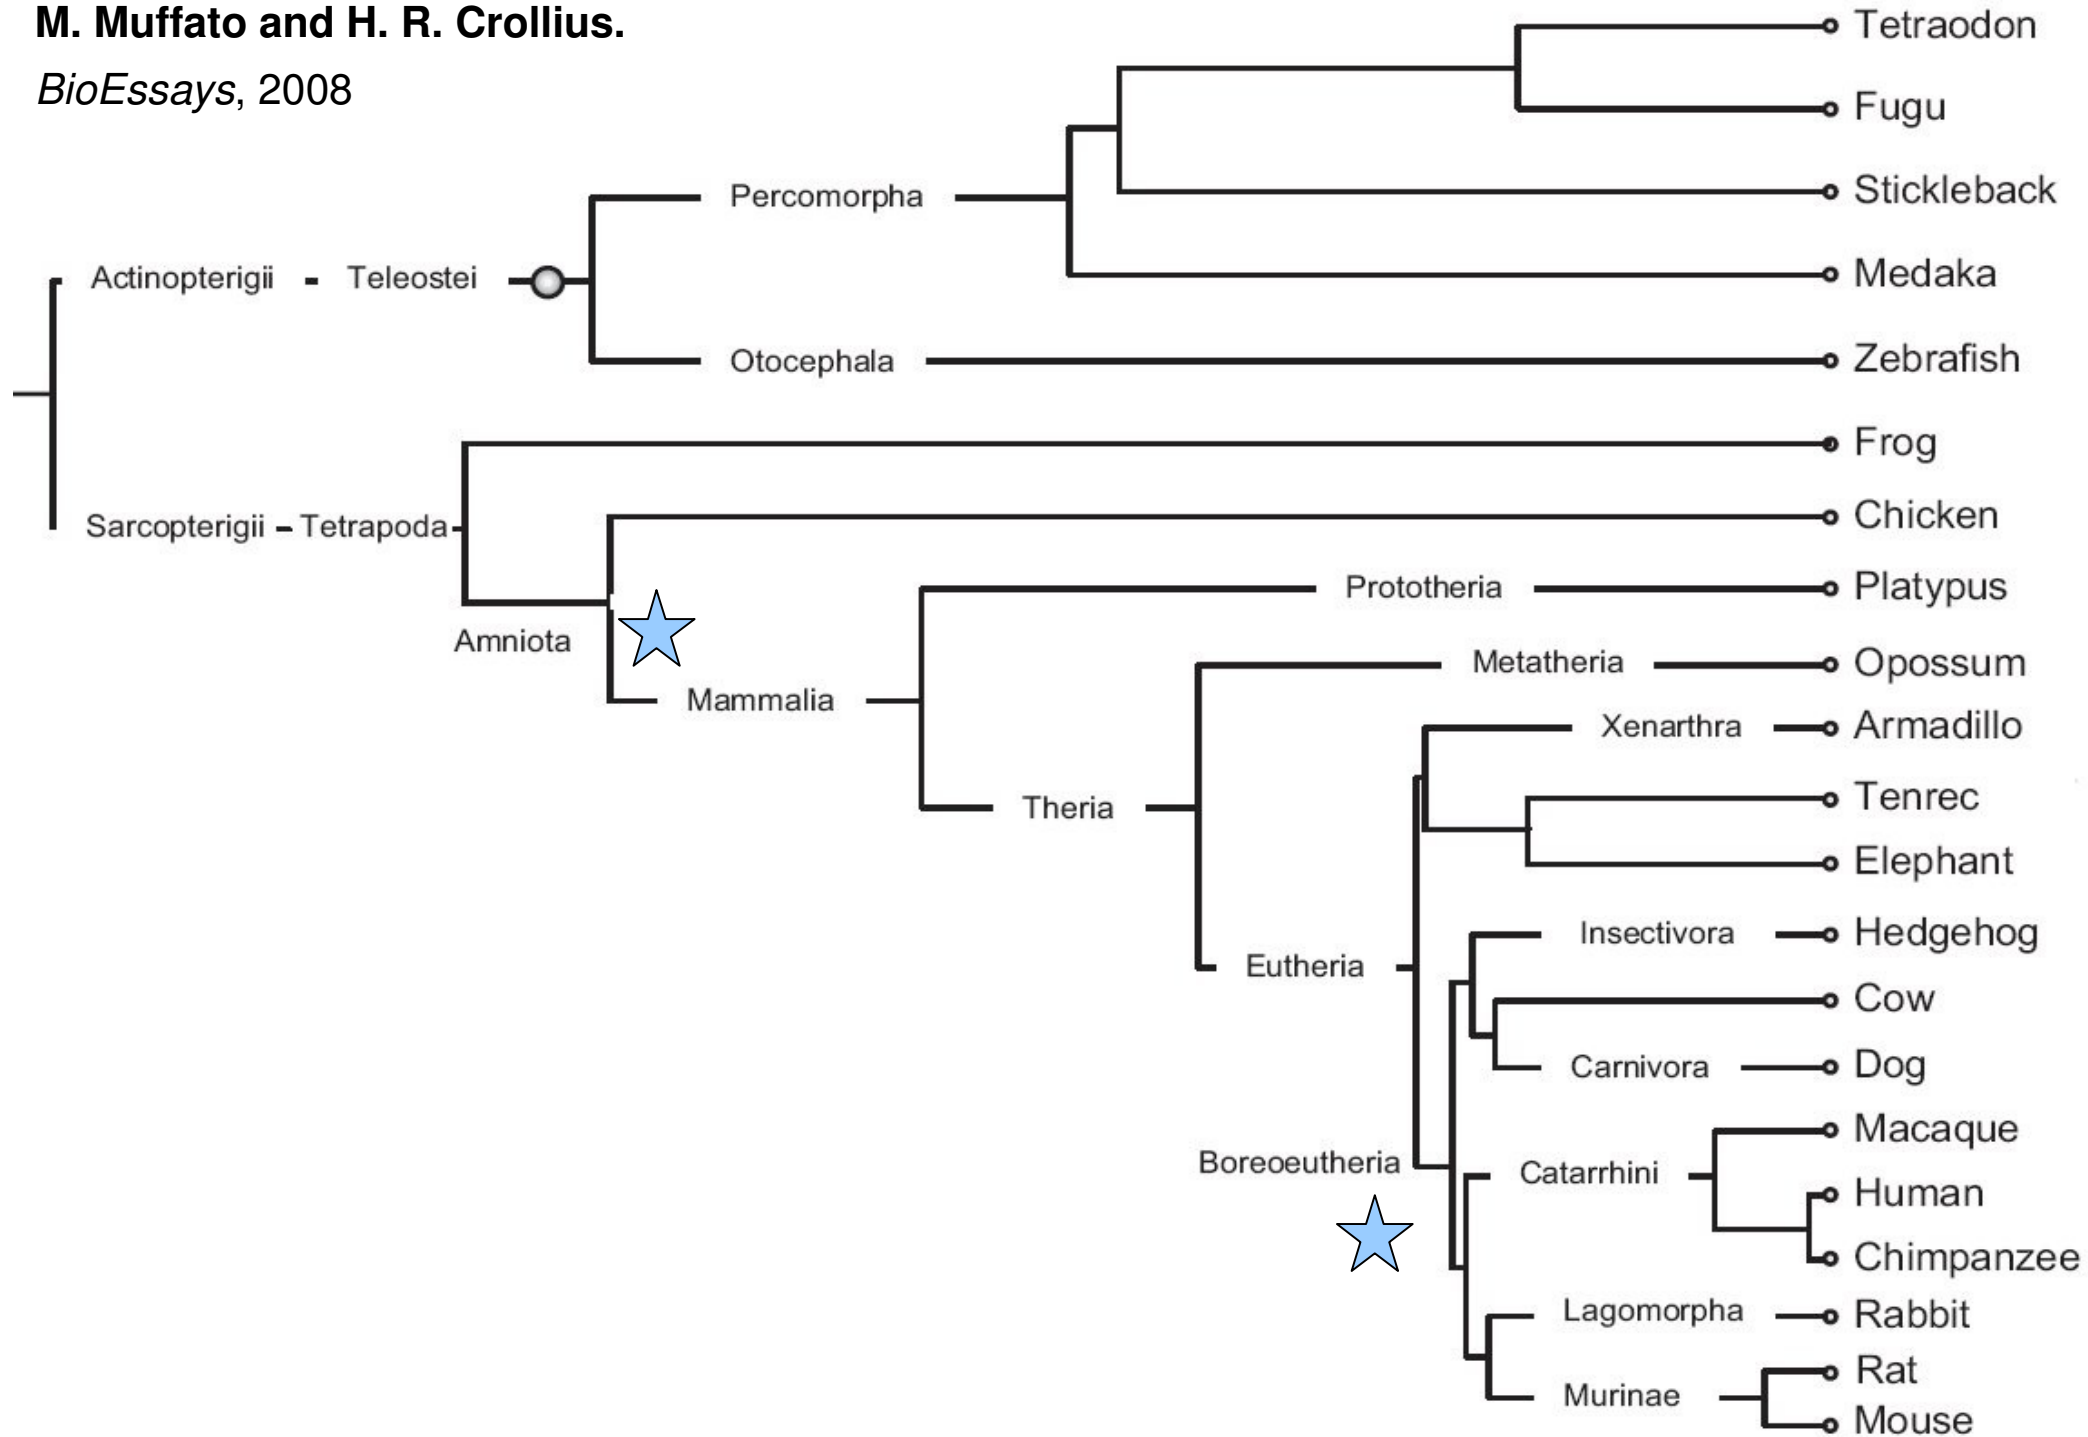 M. Muffato and H. R. Crollius.
BioEssays, 2008
Tetraodon
Fugu
Stickleback
Percomorpha
Medaka
Actinopterigii - Teleostei
Otocephala
Zebrafish
Frog
Chicken
Sarcopterigii - Tetrapoda
Prototheria
Platypus
Amniota
Metatheria
Opossum
Mammalia
Xenarthra
Armadillo
Tenrec
Theria
Elephant
Insectivora
Hedgehog
Eutheria
Cow
Carnivora
Dog
Macaque
Boreoeutheria
Catarrhini
Human
Chimpanzee
Lagomorpha
Rabbit
Rat
Murinae
Mouse